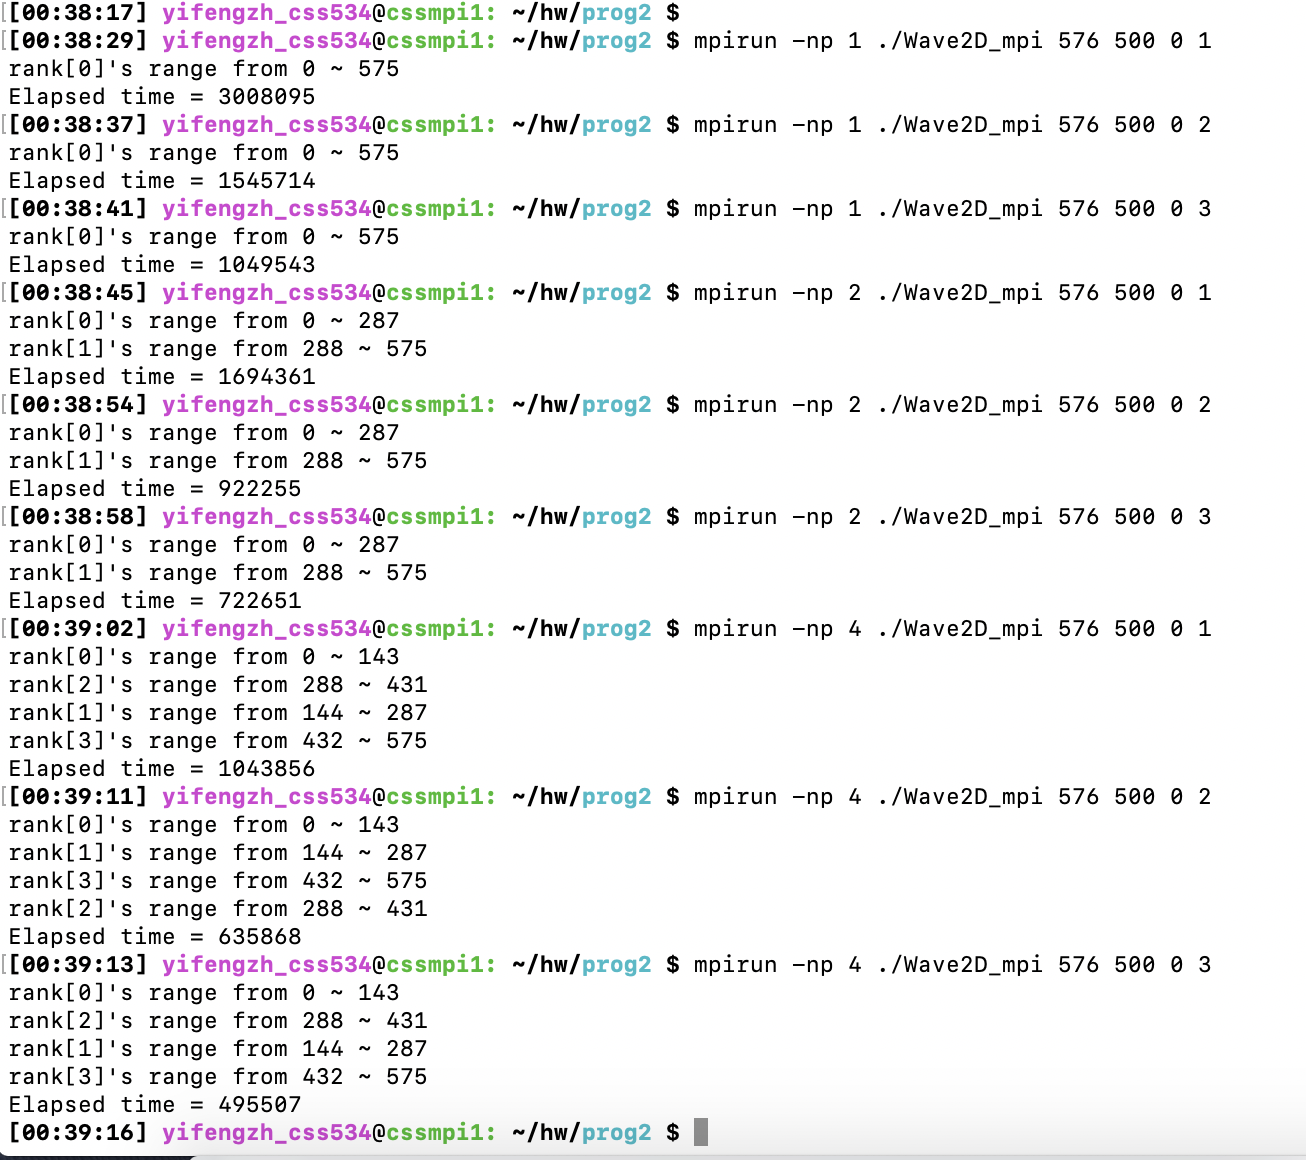 [[00:38:17] yifengzh_css534@cssmpi1: ~/hw/prog2 $
[[00:38:29] yifengzh_css534@cssmpi1: ~/hw/prog2 $ mpirun -np 1 ./Wave2D_mpi 576 500 0 1
rank[0]'s range from 0 ~ 575
Elapsed time = 3008095
[[00:38:37] yifengzh_css534@cssmpi1: ~/hw/prog2 $ mpirun -np 1 ./Wave2D_mpi 576 500 0 2
rank[0]'s range from 0 ~ 575
Elapsed time = 1545714
[[00:38:41] yifengzh_css534@cssmpi1: ~/hw/prog2 $ mpirun -np 1 ./Wave2D_mpi 576 500 0 3
rank[0]'s range from 0 ~ 575
Elapsed time = 1049543
[[00:38:45] yifengzh_css534@cssmpi1: ~/hw/prog2 $ mpirun -np 2 ./Wave2D_mpi 576 500 0 1
rank[0]'s range from 0 ~ 287
rank[1]'s range from 288 ~ 575
Elapsed time = 1694361
[[00:38:54] yifengzh_css534@cssmpi1: ~/hw/prog2 $ mpirun -np 2 ./Wave2D_mpi 576 500 0 2
rank[0]'s range from 0 ~ 287
rank[1]'s range from 288 ~ 575
Elapsed time = 922255
[[00:38:58] yifengzh_css534@cssmpi1: ~/hw/prog2 $ mpirun -np 2 ./Wave2D_mpi 576 500 0 3
rank[0]'s range from 0 ~ 287
rank[1]'s range from 288 ~ 575
Elapsed time = 722651
[[00:39:02] yifengzh_css534@cssmpi1: ~/hw/prog2 $ mpirun -np 4 ./Wave2D_mpi 576 500 0 1
rank[0]'s range from 0 ~ 143
rank[2]'s range from 288 ~ 431
rank[1]'s range from 144 ~ 287
rank[3]'s range from 432 ~ 575
Elapsed time = 1043856
[[00:39:11] yifengzh_css534@cssmpi1: ~/hw/prog2 $ mpirun -np 4 ./Wave2D_mpi 576 500 0 2
rank[0]'s range from 0 ~ 143
rank[1]'s range from 144 ~ 287
rank[3]'s range from 432 ~ 575
rank[2]'s range from 288 ~ 431
Elapsed time = 635868
[[00:39:13] yifengzh_css534@cssmpi1: ~/hw/prog2 $ mpirun -np 4 ./Wave2D_mpi 576 500 0 3
rank[0]'s range from 0 ~ 143
rank[2]'s range from 288 ~ 431
rank[1]'s range from 144 ~ 287
rank[3]'s range from 432 ~ 575
Elapsed time = 495507
[00:39:16] yifengzh_css534@cssmpi1: ~/hw/prog2 $